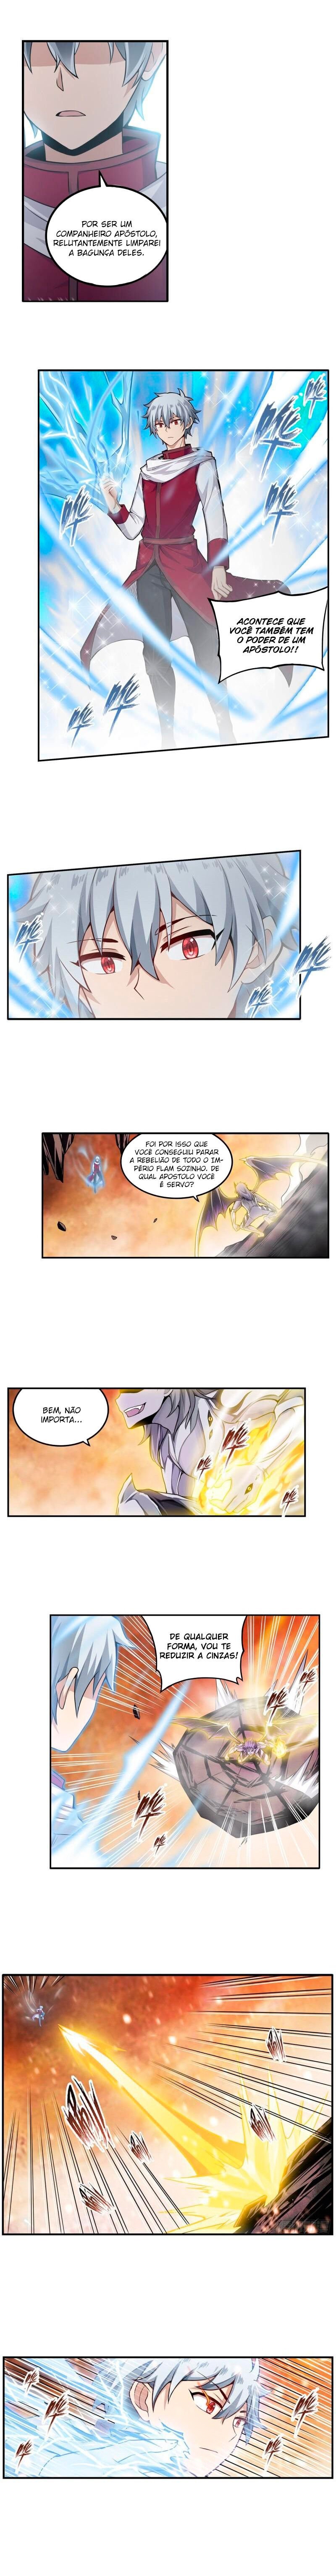 POR SER UM
COMPANHEIRO APÓSTOLO,
RELUTANTEMENTE LIMPAREI
A BAGUNÇA DELES.
ACONTECE QUE
VOCÊ TAMBÉM TEM
O PODER DE UM
APÓSTOLO!!
FOI POR ISSO QUE
VOCÊ CONSEGUIU PARAR
A REBELIÃO DE TODO O IM-
PÉRIO FLAM SOZINHO. DE
QUAL APÓSTOLO VOCÊ
É SERVO?
BEM, NÃO
IMPORTA...
DE QUALQUER
FORMA, VOU TE
REDUZIR A CINZAS!